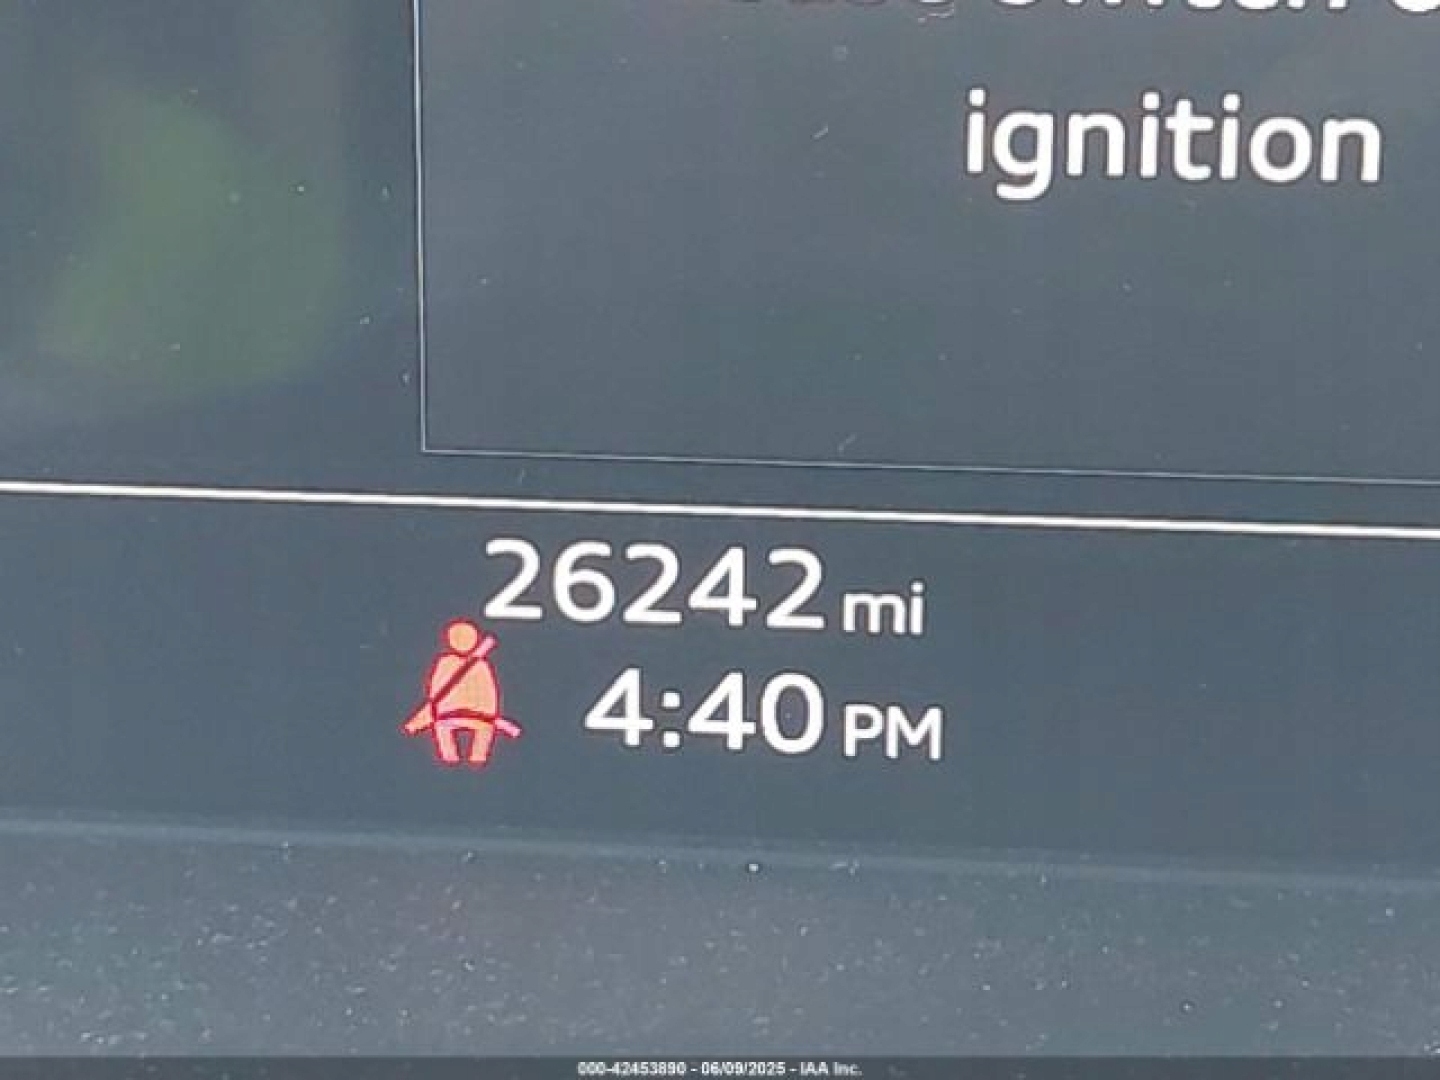 ignition
26242 mi
4:40 PM
000-42453890 - 06/09/2025 - IAA Inc.